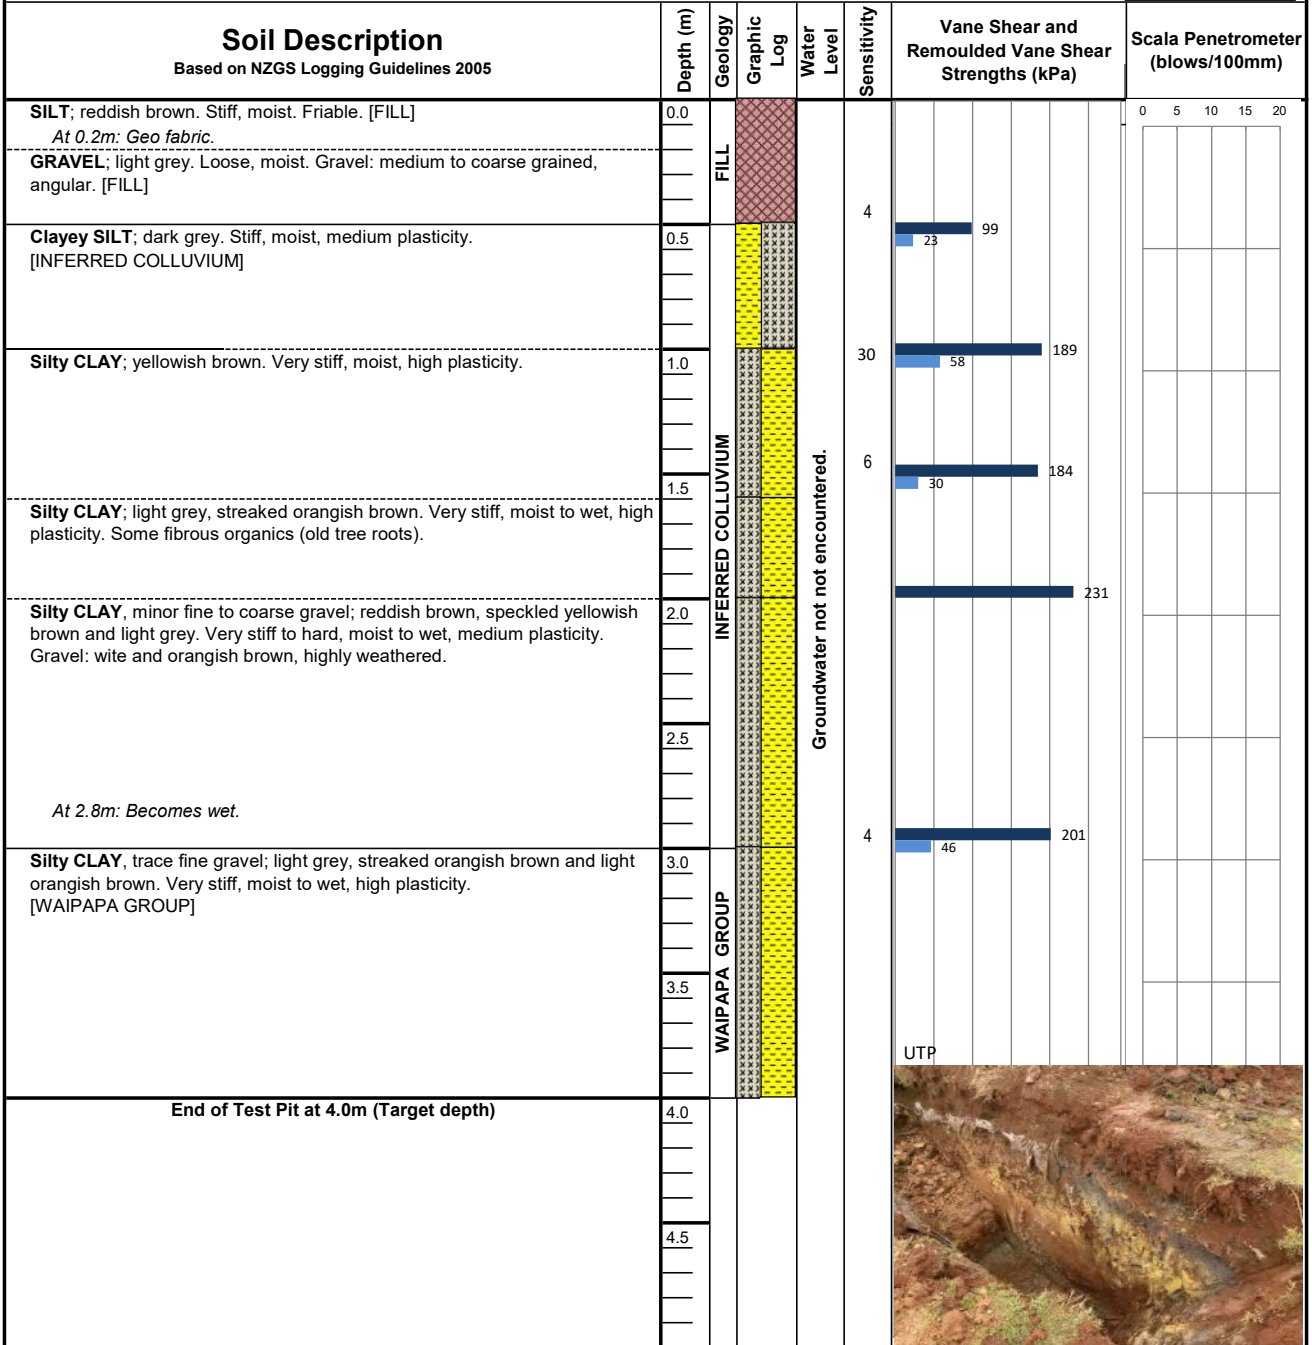 Soil Description
Based on NZGS Logging Guidelines 2005
Depth (m)
Geology
Graphic
Log
Water
Level
Sensitivity
Vane Shear and
Remoulded Vane Shear
Strengths (kPa)
Scala Penetrometer
(blows/100mm)
0 5 10 15 20
SILT; reddish brown. Stiff, moist. Friable. [FILL]
At 0.2m: Geo fabric.
GRAVEL; light grey. Loose, moist. Gravel: medium to coarse grained,
angular. [FILL]
Clayey SILT; dark grey. Stiff, moist, medium plasticity.
[INFERRED COLLUVIUM]
Silty CLAY; yellowish brown. Very stiff, moist, high plasticity.
Silty CLAY; light grey, streaked orangish brown. Very stiff, moist to wet, high
plasticity. Some fibrous organics (old tree roots).
Silty CLAY, minor fine to coarse gravel; reddish brown, speckled yellowish
brown and light grey. Very stiff to hard, moist to wet, medium plasticity.
Gravel: wite and orangish brown, highly weathered.
At 2.8m: Becomes wet.
Silty CLAY, trace fine gravel; light grey, streaked orangish brown and light
orangish brown. Very stiff, moist to wet, high plasticity.
[WAIPAPA GROUP]
End of Test Pit at 4.0m (Target depth)
0.0
0.5
1.0
1.5
2.0
2.5
3.0
3.5
4.0
4.5
FILL
INFERRED COLLUVIUM
WAIPAPA GROUP
Groundwater not not encountered.
4
30
6
4
99
23
189
58
184
30
231
201
46
UTP